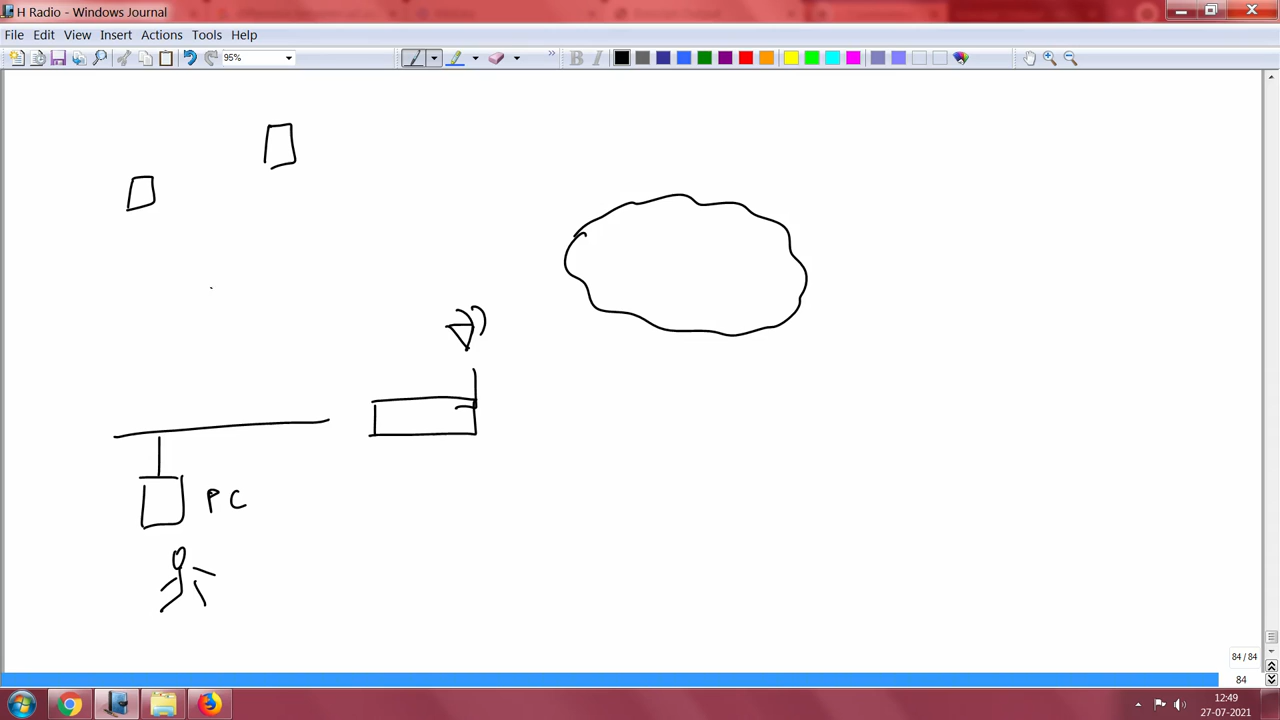 H Radio - Windows Journal
File Edit View Insert Actions Tools Help
95%
B I
PC
84 / 84
84
12:49
27-07-2021